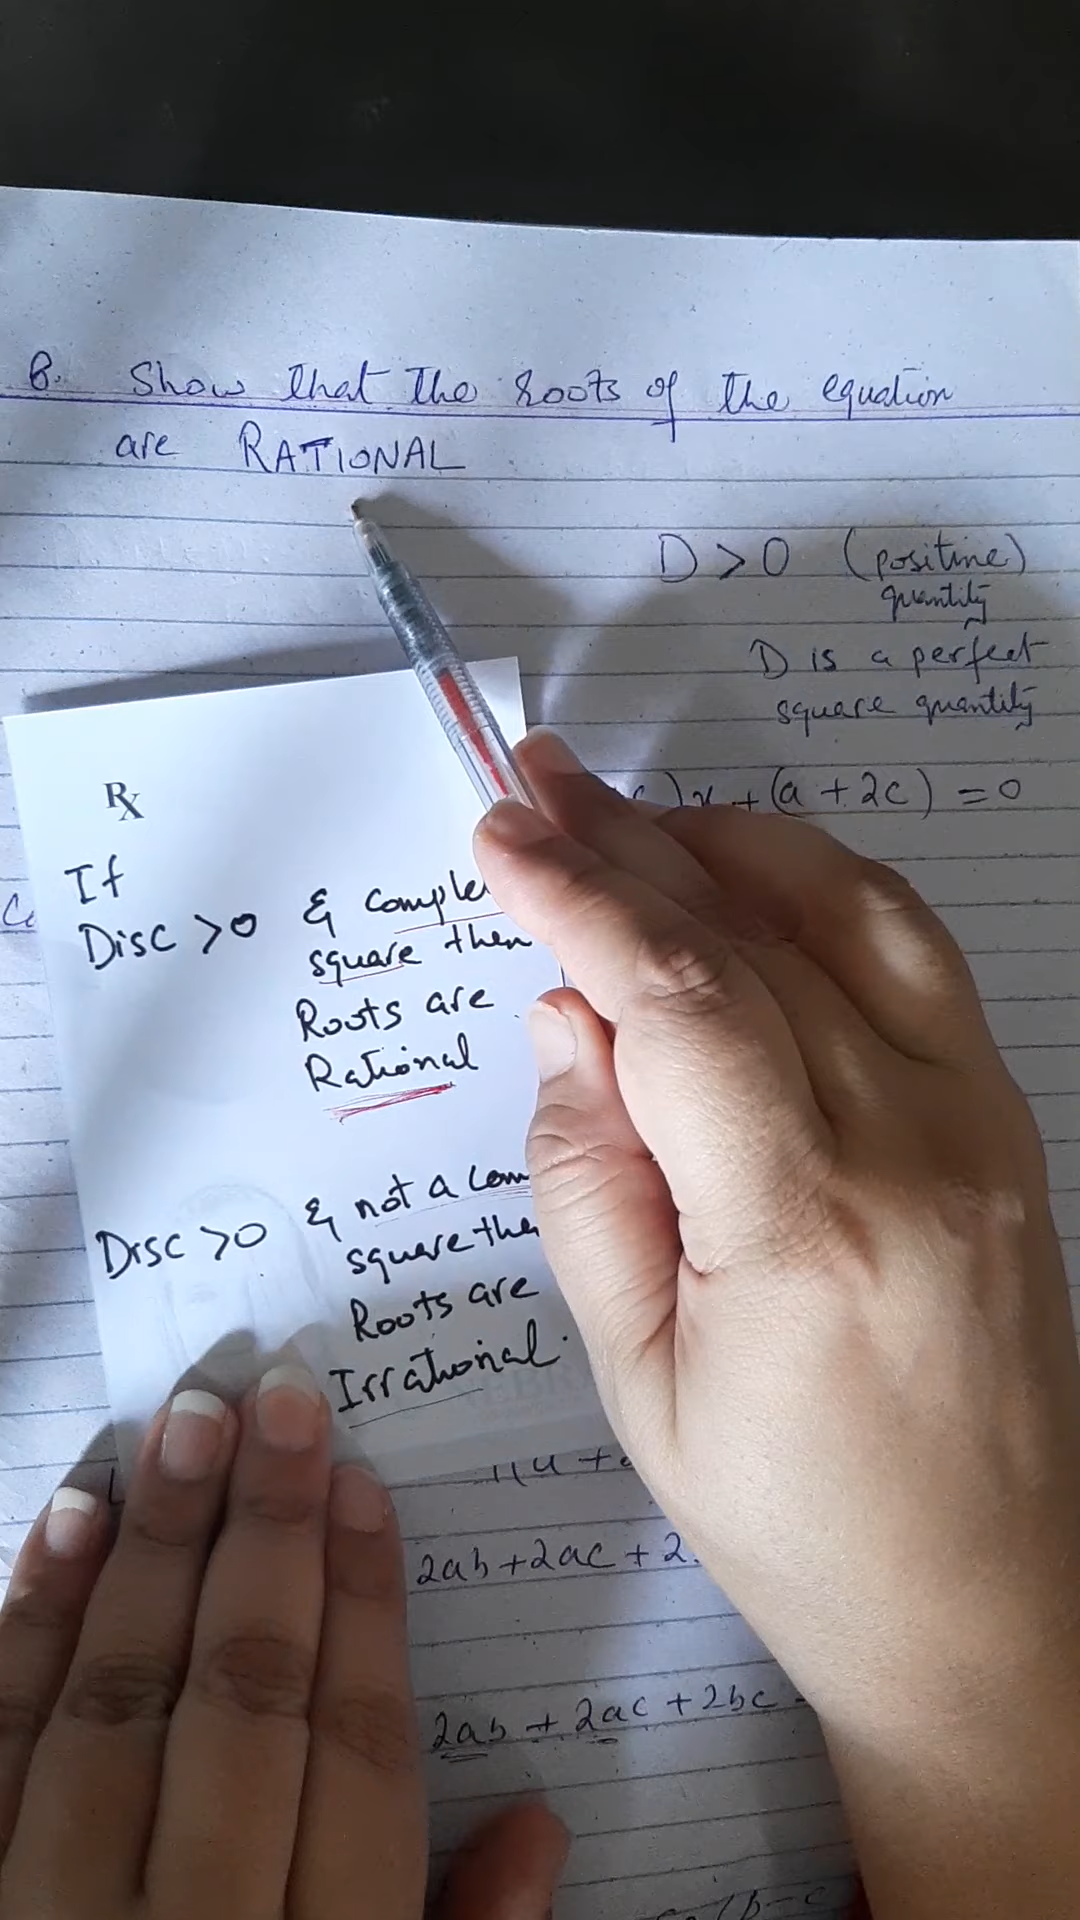 8. Show that the roots of the equation
are RATIONAL
D > 0 (positive)
quantity
D is a perfect
square quantity
)x + (a + 2c) = 0
Rx
If
Disc >0 & comple
square then
Roots are
Rational
Disc >0 & not a com
square the
Roots are
Irrational.
2ab + 2ac + 2
2ab + 2ac + 2bc